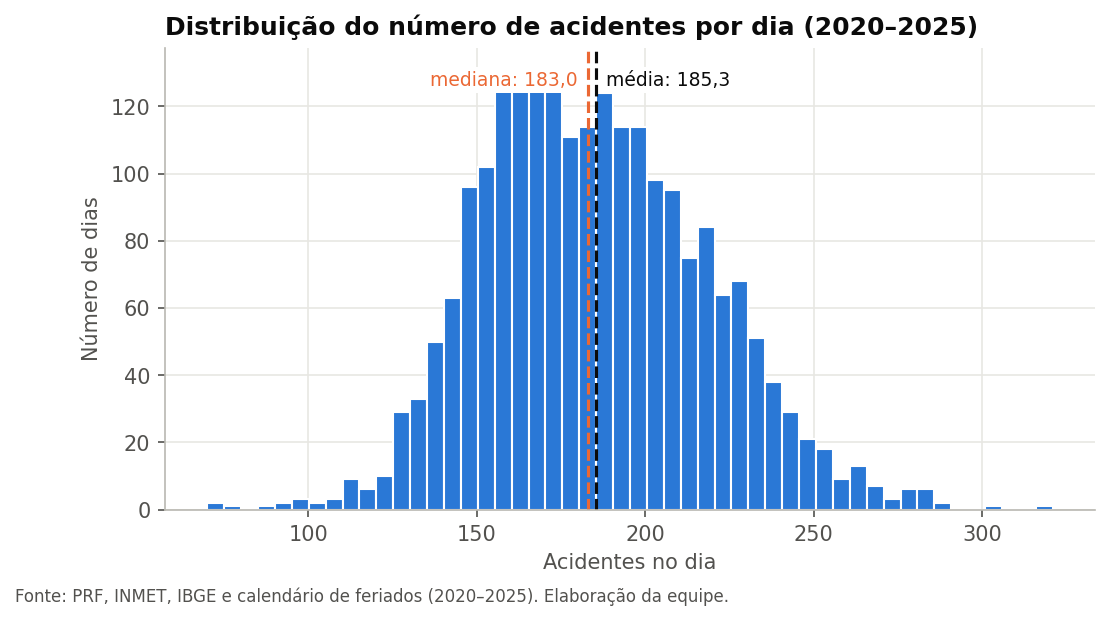 Distribuição do número de acidentes por dia (2020–2025)
mediana: 183,0
média: 185,3
120
100
80
60
40
20
0
Número de dias
100
150
200
250
300
Acidentes no dia
Fonte: PRF, INMET, IBGE e calendário de feriados (2020–2025). Elaboração da equipe.